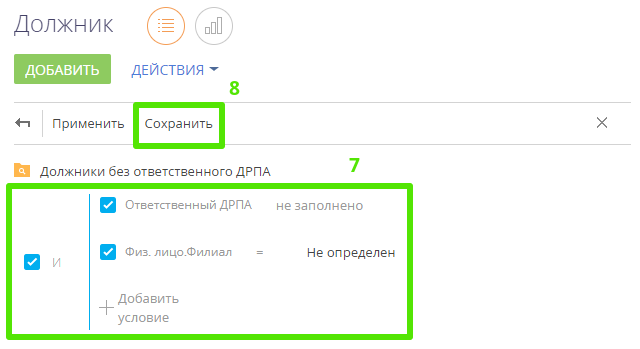 Должник
ДОБАВИТЬ ДЕЙСТВИЯ
8
Применить Сохранить
Должники без ответственного ДРПА
7
Ответственный ДРПА не заполнено
И
Физ. лицо.Филиал = Не определен
Добавить
условие